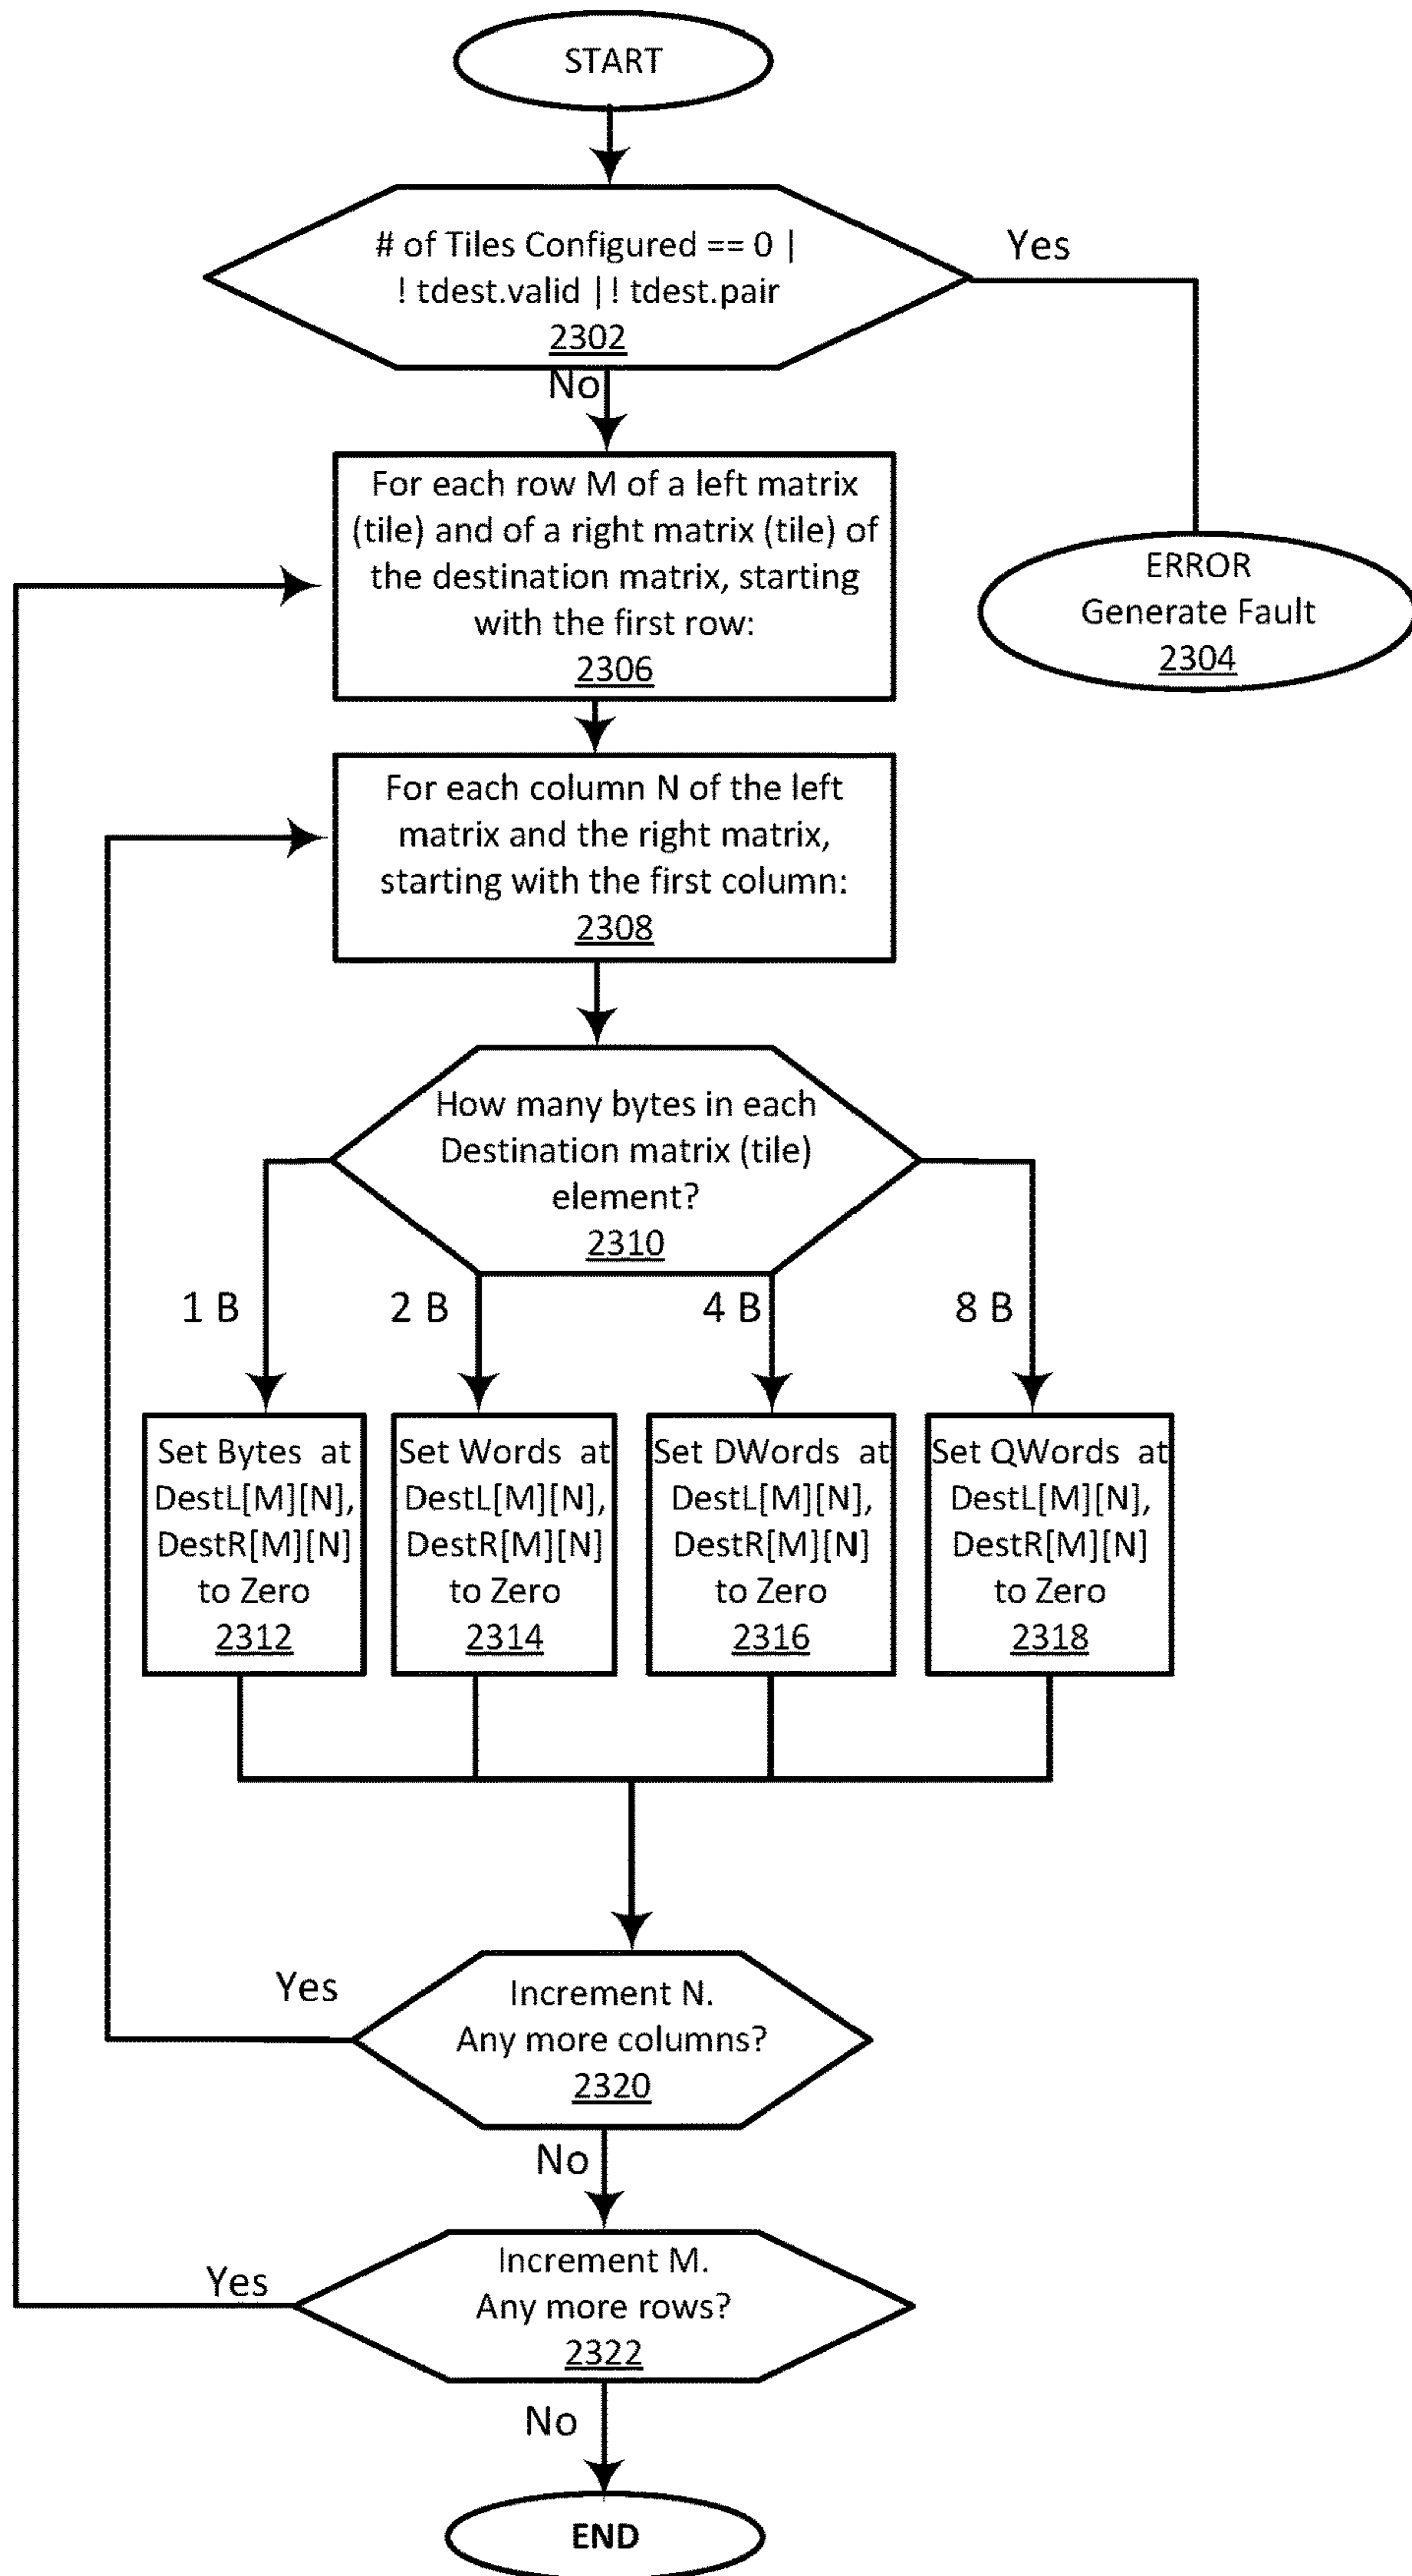 START
# of Tiles Configured == 0 |
! tdest.valid | ! tdest.pair
2302
Yes
No
For each row M of a left matrix
(tile) and of a right matrix (tile) of
the destination matrix, starting
with the first row:
2306
ERROR
Generate Fault
2304
For each column N of the left
matrix and the right matrix,
starting with the first column:
2308
How many bytes in each
Destination matrix (tile)
element?
2310
1 B
2 B
4 B
8 B
Set Bytes at
DestL[M][N],
DestR[M][N]
to Zero
2312
Set Words at
DestL[M][N],
DestR[M][N]
to Zero
2314
Set DWords at
DestL[M][N],
DestR[M][N]
to Zero
2316
Set QWords at
DestL[M][N],
DestR[M][N]
to Zero
2318
Yes
Increment N.
Any more columns?
2320
No
Yes
Increment M.
Any more rows?
2322
No
END